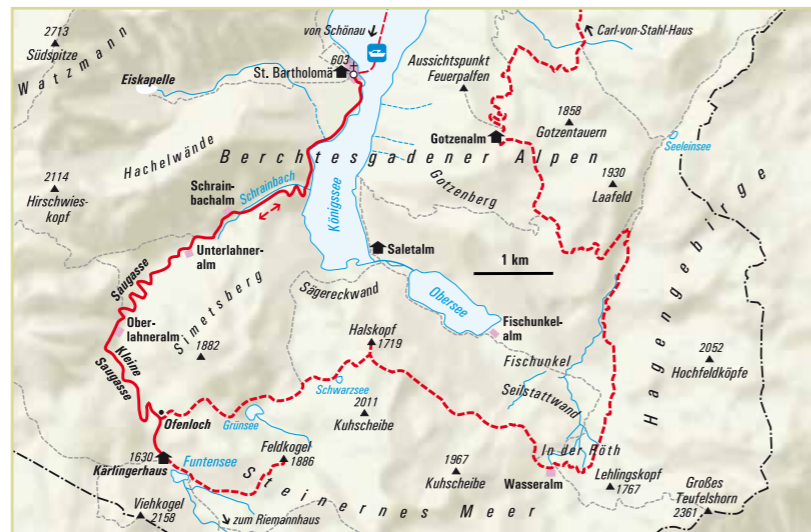 von Schönau
Carl-von-Stahl-Haus
2713
Südspitze
Watzmann
603
St. Bartholomä
Eiskapelle
Aussichtspunkt
Feuerpalfen
1858
Gotzentauern
Gotzenalm
Seeleinsee
Hachelwände
Berchtesgadener Alpen
2114
Hirschwies-
kopf
Schrain-
bachalm
Schrainbach
Königssee
Gotzenberg
1930
Laafeld
Unterlahner-
alm
Saugasse
Saletalm
1 km
Hagengebirge
Simetsberg
Sägereckwand
Obersee
Ober-
lahneralm
Kleine
Saugasse
1882
Halskopf
1719
Fischunkel-
alm
Fischunkel
2052
Hochfeldköpfe
Schwarzsee
Seilstattwand
2011
Kuhscheibe
Ofenloch
Grünsee
1630
Kärlingerhaus
Funtensee
Feldkogel
1886
1967
Kuhscheibe
In der Röth
Wasseralm
Lehlingskopf
1767
Großes
Teufelshorn
2361
Steinernes Meer
Viehkogel
2158
zum Riemannhaus